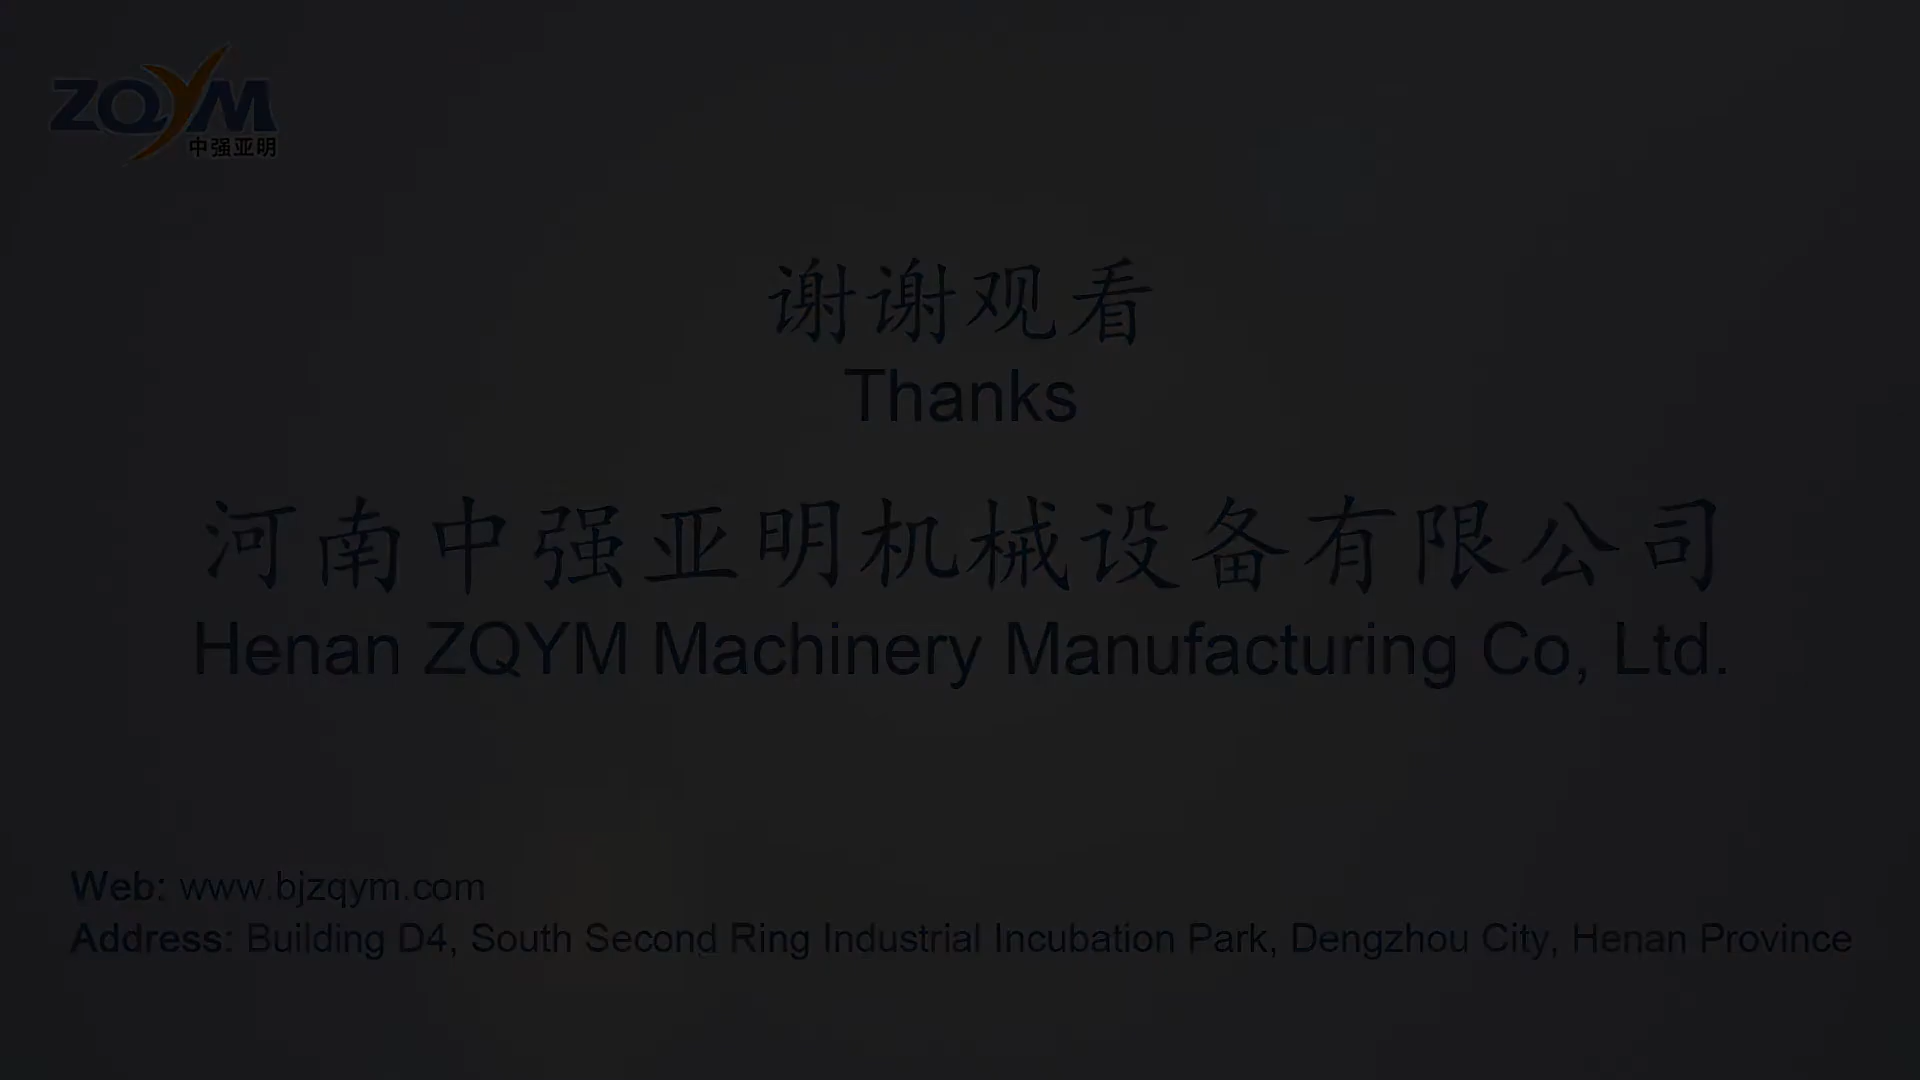 ZQYM
中强亚明
谢谢观看
Thanks
河南中强亚明机械设备有限公司
Henan ZQYM Machinery Manufacturing Co, Ltd.
Web: www.bjzqym.com
Address: Building D4, South Second Ring Industrial Incubation Park, Dengzhou City, Henan Province